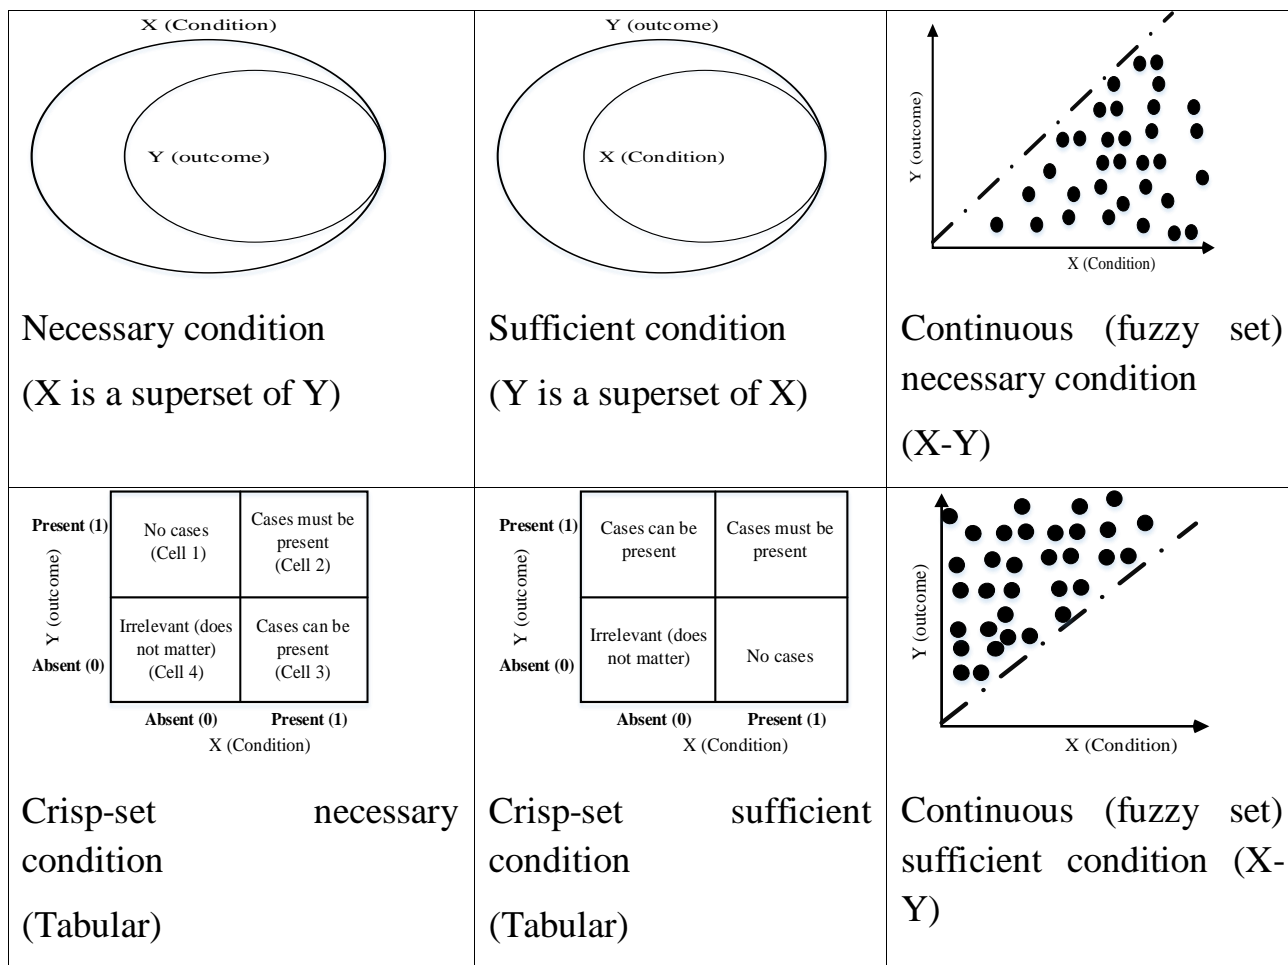 X (Condition)
Y (outcome)
Necessary condition
(X is a superset of Y)
Y (outcome)
X (Condition)
Sufficient condition
(Y is a superset of X)
Y (outcome)
X (Condition)
Continuous (fuzzy set)
necessary condition
(X-Y)
Present (1)
Y (outcome)
Absent (0)
No cases
(Cell 1)
Cases must be
present
(Cell 2)
Irrelevant (does
not matter)
(Cell 4)
Cases can be
present
(Cell 3)
Absent (0)
Present (1)
X (Condition)
Crisp-set necessary
condition
(Tabular)
Present (1)
Y (outcome)
Absent (0)
Cases can be
present
Cases must be
present
Irrelevant (does
not matter)
No cases
Absent (0)
Present (1)
X (Condition)
Crisp-set sufficient
condition
(Tabular)
Y (outcome)
X (Condition)
Continuous (fuzzy set)
sufficient condition (X-
Y)